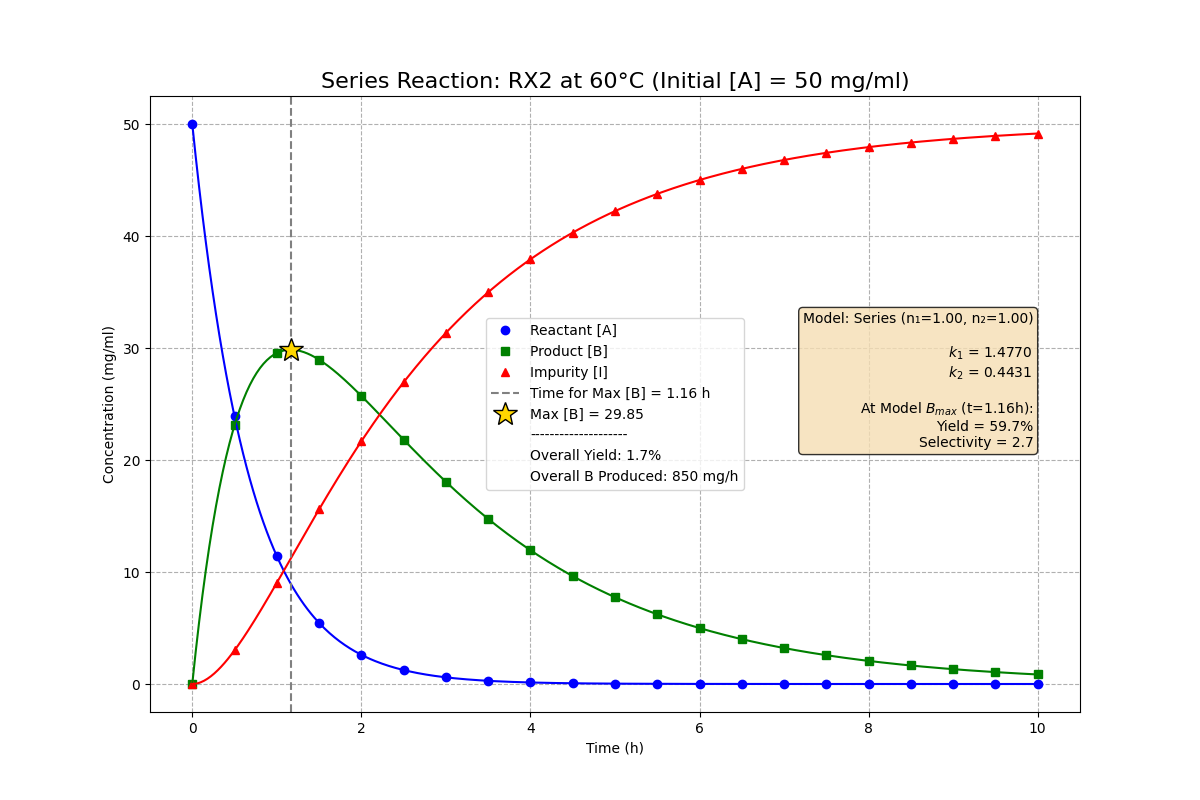 Series Reaction: RX2 at 60°C (Initial [A] = 50 mg/ml)
50
40
30
20
10
0
Concentration (mg/ml)
Reactant [A]
Product [B]
Impurity [I]
Time for Max [B] = 1.16 h
Max [B] = 29.85
--------------------
Overall Yield: 1.7%
Overall B Produced: 850 mg/h
Model: Series (n₁=1.00, n₂=1.00)
k₁ = 1.4770
k₂ = 0.4431
At Model Bₘₐₓ (t=1.16h):
Yield = 59.7%
Selectivity = 2.7
0 2 4 6 8 10
Time (h)